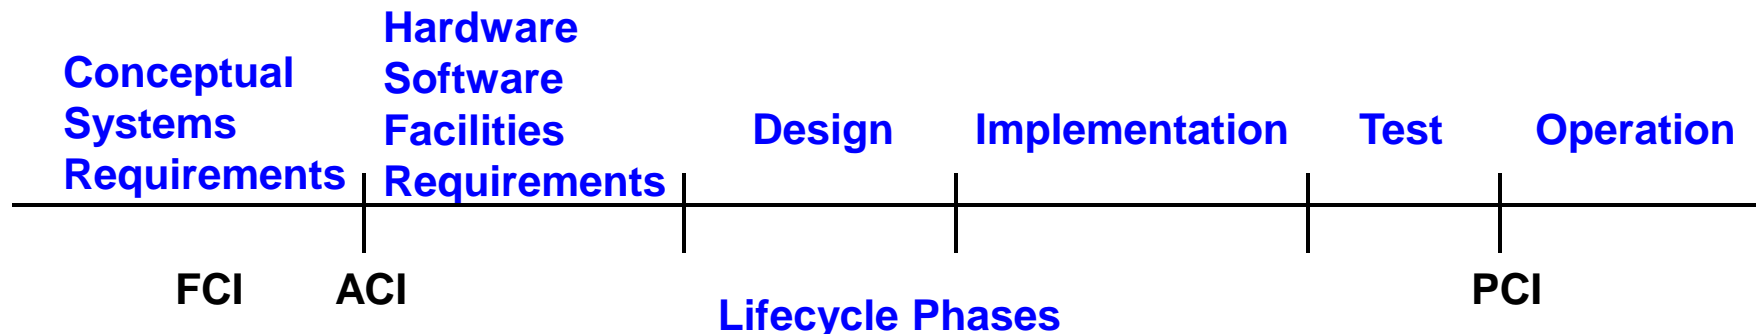 Conceptual
Systems
Requirements
Hardware
Software
Facilities
Requirements
Design
Implementation
Test
Operation
FCI
ACI
PCI
Lifecycle Phases